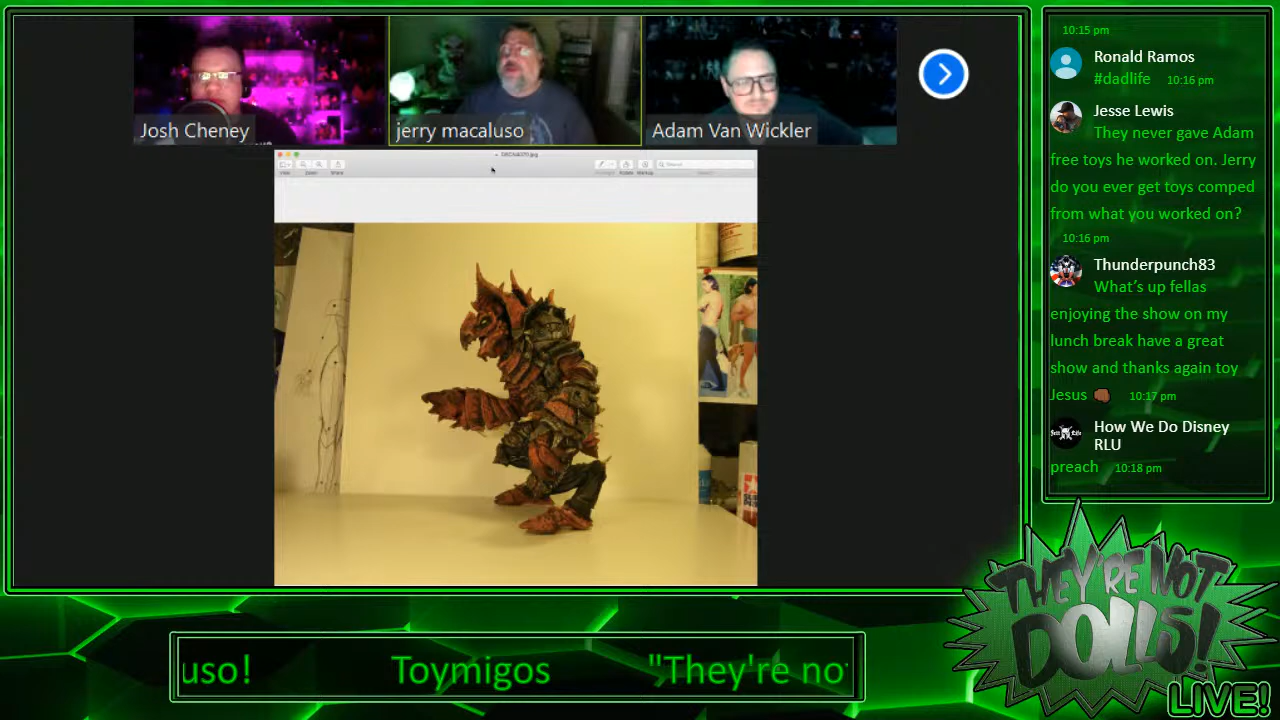 Josh Cheney
jerry macaluso
Adam Van Wickler
Search
10:15 pm
Ronald Ramos
#dadlife 10:16 pm
Jesse Lewis
They never gave Adam
free toys he worked on. Jerry
do you ever get toys comped
from what you worked on?
10:16 pm
Thunderpunch83
What's up fellas
enjoying the show on my
lunch break have a great
show and thanks again toy
Jesus 10:17 pm
How We Do Disney
RLU
preach 10:18 pm
THEY'RE NOT
DOLLS!
LIVE!
uso! Toymigos "They're no